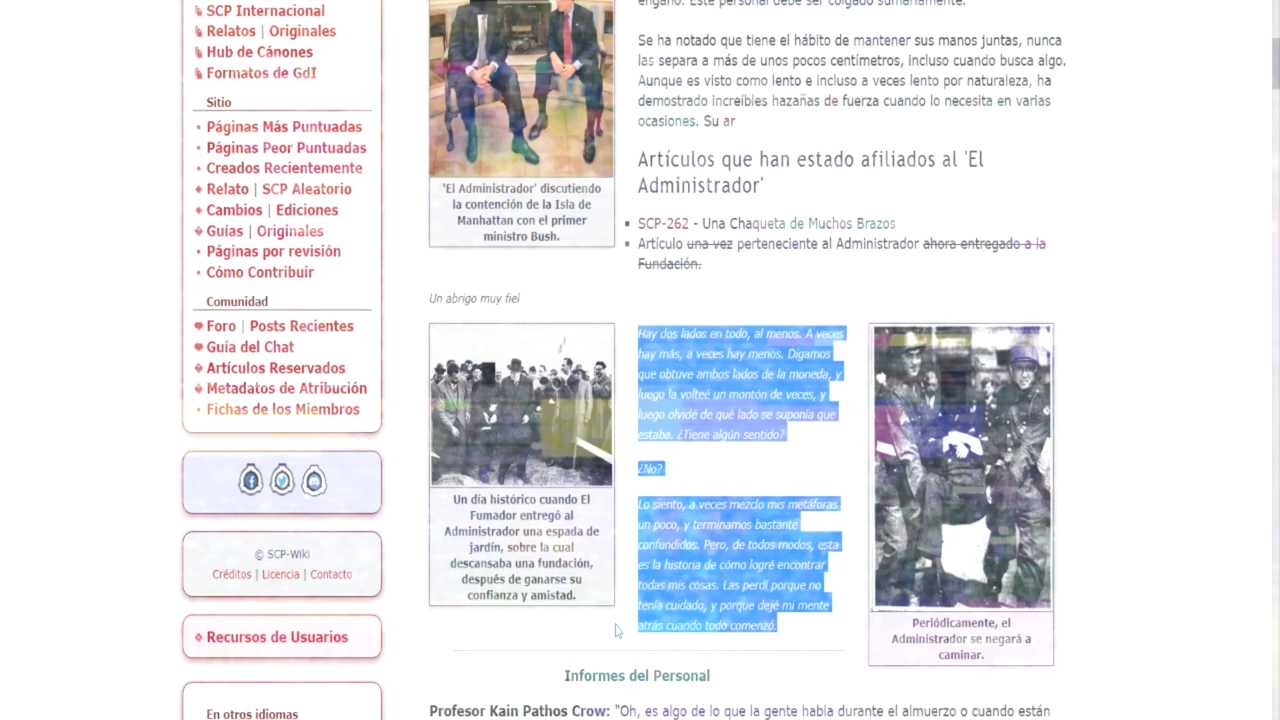 SCP Internacional
Relatos | Originales
Hub de Cánones
Formatos de GdI
Sitio
Páginas Más Puntuadas
Páginas Peor Puntuadas
Creados Recientemente
Relato | SCP Aleatorio
Cambios | Ediciones
Guías | Originales
Páginas por revisión
Cómo Contribuir
Comunidad
Foro | Posts Recientes
Guía del Chat
Artículos Reservados
Metadatos de Atribución
Fichas de los Miembros
© SCP-Wiki
Créditos | Licencia | Contacto
Recursos de Usuarios
En otros idiomas
'El Administrador' discutiendo
la contención de la Isla de
Manhattan con el primer
ministro Bush.
engaño. Este personal debe ser colgado sumariamente.
Se ha notado que tiene el hábito de mantener sus manos juntas, nunca
las separa a más de unos pocos centímetros, incluso cuando busca algo.
Aunque es visto como lento e incluso a veces lento por naturaleza, ha
demostrado increíbles hazañas de fuerza cuando lo necesita en varias
ocasiones. Su ar
Artículos que han estado afiliados al 'El
Administrador'
SCP-262 - Una Chaqueta de Muchos Brazos
Artículo una vez perteneciente al Administrador ahora entregado a la
Fundación.
Un abrigo muy fiel
Un día histórico cuando El
Fumador entregó al
Administrador una espada de
jardín, sobre la cual
descansaba una fundación,
después de ganarse su
confianza y amistad.
Hay dos lados en todo, al menos. A veces
hay más, a veces hay menos. Digamos
que obtuve ambos lados de la moneda, y
luego la volteé un montón de veces, y
luego olvidé de qué lado se suponía que
estaba. ¿Tiene algún sentido?
¿No?
Lo siento, a veces mezclo mis metáforas
un poco, y terminamos bastante
confundidos. Pero, de todos modos, esta
es la historia de cómo logré encontrar
todas mis cosas. Las perdí porque no
tenía cuidado, y porque dejé mi mente
atrás cuando todo comenzó.
Periódicamente, el
Administrador se negará a
caminar.
Informes del Personal
Profesor Kain Pathos Crow: "Oh, es algo de lo que la gente habla durante el almuerzo o cuando están